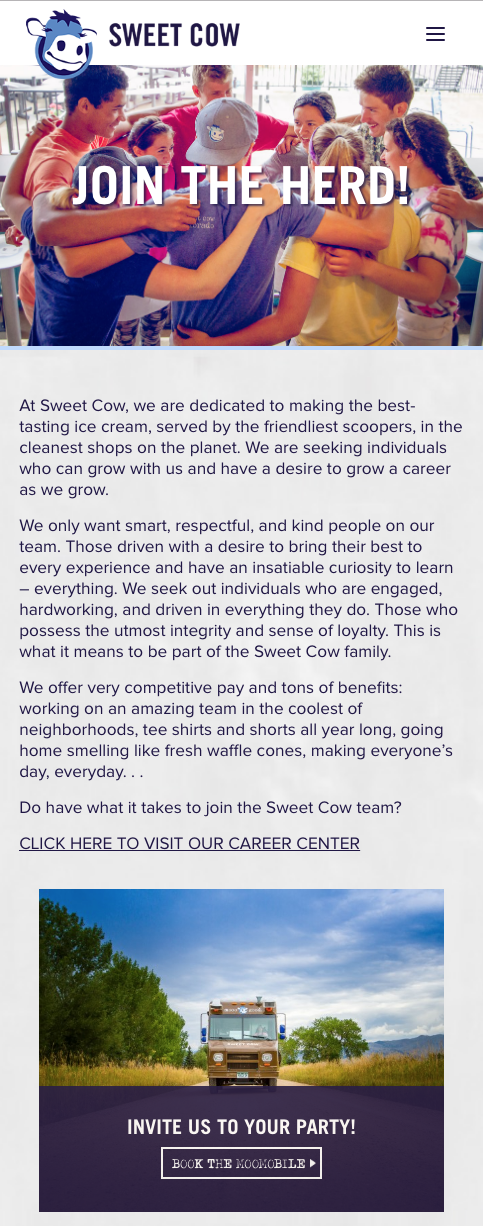 SWEET COW
JOIN THE HERD!
At Sweet Cow, we are dedicated to making the best-
tasting ice cream, served by the friendliest scoopers, in the
cleanest shops on the planet. We are seeking individuals
who can grow with us and have a desire to grow a career
as we grow.
We only want smart, respectful, and kind people on our
team. Those driven with a desire to bring their best to
every experience and have an insatiable curiosity to learn
– everything. We seek out individuals who are engaged,
hardworking, and driven in everything they do. Those who
possess the utmost integrity and sense of loyalty. This is
what it means to be part of the Sweet Cow family.
We offer very competitive pay and tons of benefits:
working on an amazing team in the coolest of
neighborhoods, tee shirts and shorts all year long, going
home smelling like fresh waffle cones, making everyone’s
day, everyday. . .
Do have what it takes to join the Sweet Cow team?
CLICK HERE TO VISIT OUR CAREER CENTER
INVITE US TO YOUR PARTY!
BOOK THE MOOMOBILE